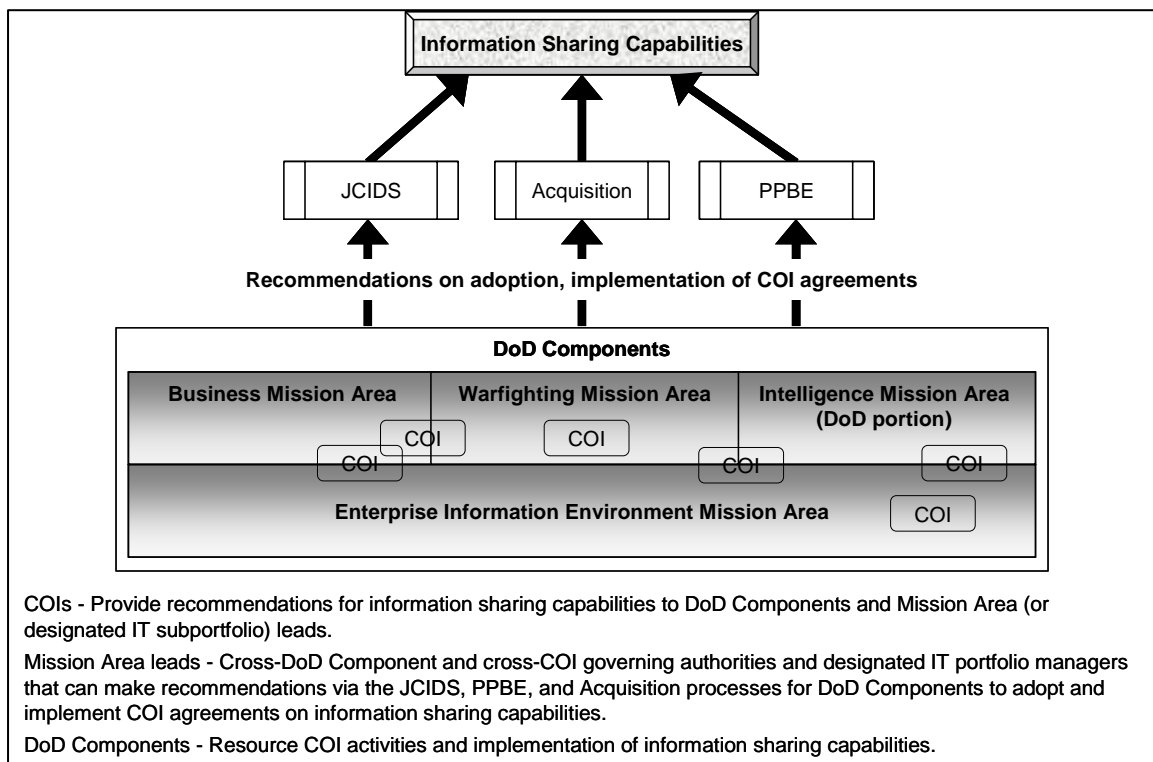 Information Sharing Capabilities
JCIDS
Acquisition
PPBE
Recommendations on adoption, implementation of COI agreements
DoD Components
Business Mission Area
Warfighting Mission Area
Intelligence Mission Area
(DoD portion)
COI
COI
COI
COI
COI
Enterprise Information Environment Mission Area
COI
COIs - Provide recommendations for information sharing capabilities to DoD Components and Mission Area (or
designated IT subportfolio) leads.
Mission Area leads - Cross-DoD Component and cross-COI governing authorities and designated IT portfolio managers
that can make recommendations via the JCIDS, PPBE, and Acquisition processes for DoD Components to adopt and
implement COI agreements on information sharing capabilities.
DoD Components - Resource COI activities and implementation of information sharing capabilities.